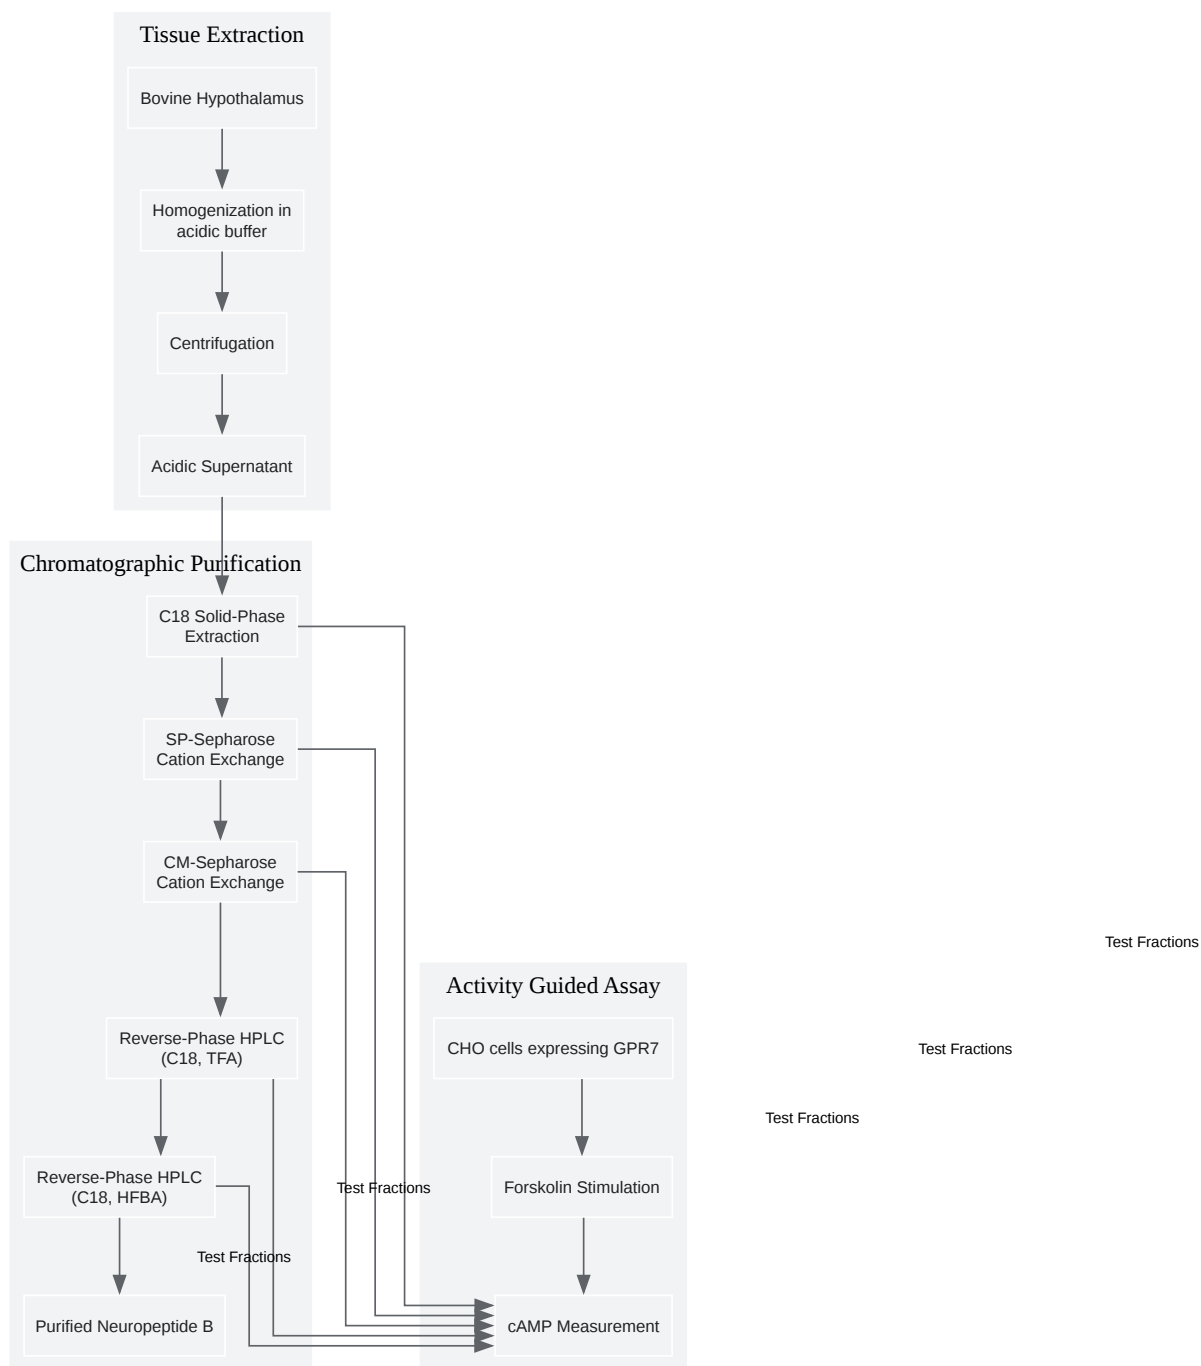 Tissue Extraction
Bovine Hypothalamus
Homogenization in
acidic buffer
Centrifugation
Acidic Supernatant
Chromatographic Purification
C18 Solid-Phase
Extraction
SP-Sepharose
Cation Exchange
CM-Sepharose
Cation Exchange
Reverse-Phase HPLC
(C18, TFA)
Reverse-Phase HPLC
(C18, HFBA)
Purified Neuropeptide B
Test Fractions
Test Fractions
Activity Guided Assay
CHO cells expressing GPR7
Forskolin Stimulation
cAMP Measurement
Test Fractions
Test Fractions
Test Fractions